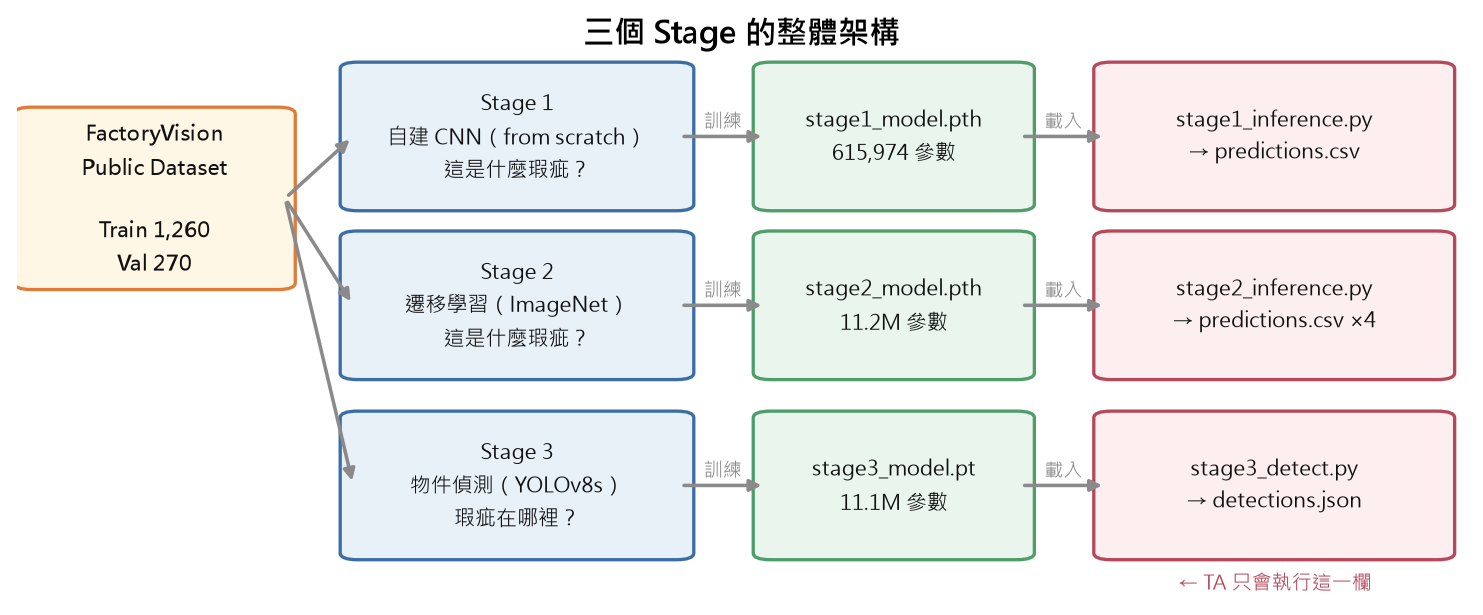 三個 Stage 的整體架構
FactoryVision
Public Dataset
Train 1,260
Val 270
Stage 1
自建 CNN（from scratch）
這是什麼瑕疵？
訓練
stage1_model.pth
615,974 參數
載入
stage1_inference.py
→ predictions.csv
Stage 2
遷移學習（ImageNet）
這是什麼瑕疵？
訓練
stage2_model.pth
11.2M 參數
載入
stage2_inference.py
→ predictions.csv ×4
Stage 3
物件偵測（YOLOv8s）
瑕疵在哪裡？
訓練
stage3_model.pt
11.1M 參數
載入
stage3_detect.py
→ detections.json
← TA 只會執行這一欄